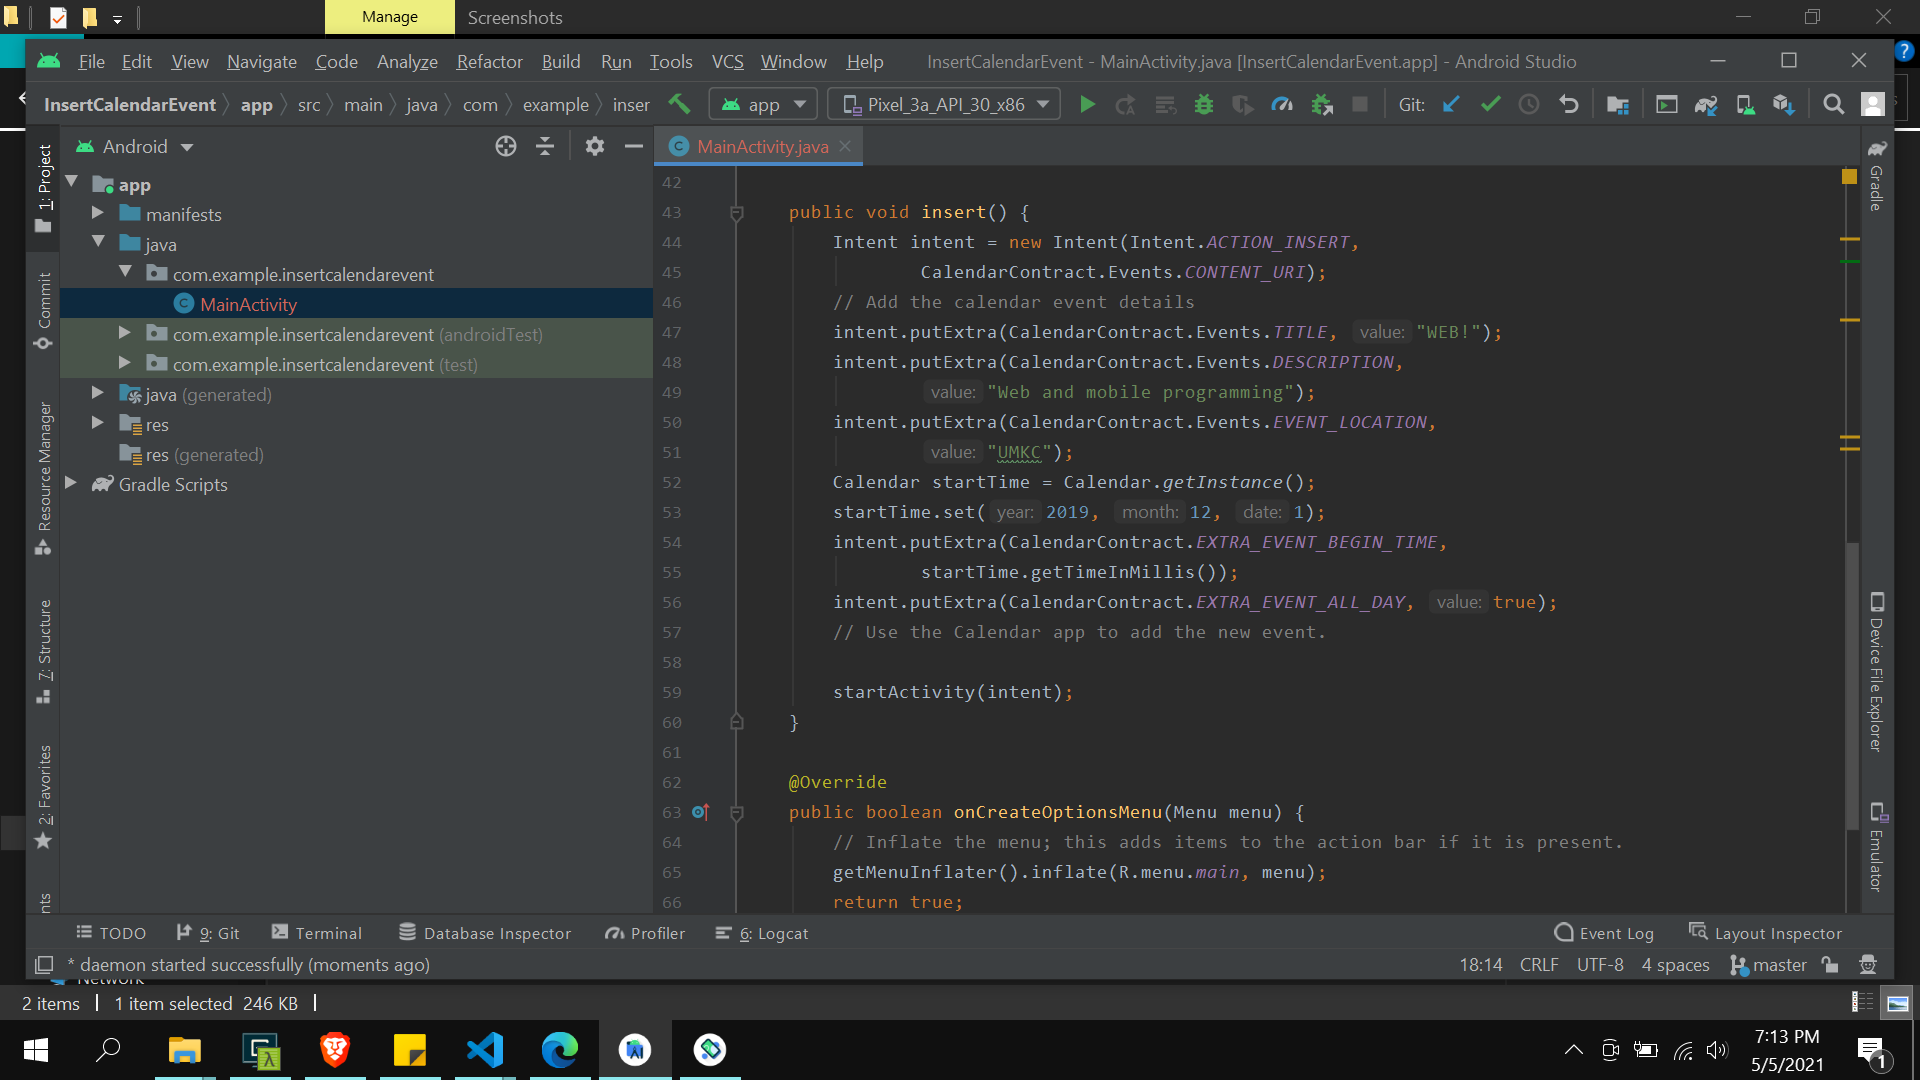 Manage
Screenshots
File Edit View Navigate Code Analyze Refactor Build Run Tools VCS Window Help
InsertCalendarEvent - MainActivity.java [InsertCalendarEvent.app] - Android Studio
InsertCalendarEvent app src main java com example inser
app
Pixel_3a_API_30_x86
Git:
1: Project
Commit
Resource Manager
7: Structure
2: Favorites
nts
Android
app
manifests
java
com.example.insertcalendarevent
MainActivity
com.example.insertcalendarevent (androidTest)
com.example.insertcalendarevent (test)
java (generated)
res
res (generated)
Gradle Scripts
MainActivity.java
42
43 public void insert() {
44 Intent intent = new Intent(Intent.ACTION_INSERT,
45 CalendarContract.Events.CONTENT_URI);
46 // Add the calendar event details
47 intent.putExtra(CalendarContract.Events.TITLE, value: "WEB!");
48 intent.putExtra(CalendarContract.Events.DESCRIPTION,
49 value: "Web and mobile programming");
50 intent.putExtra(CalendarContract.Events.EVENT_LOCATION,
51 value: "UMKC");
52 Calendar startTime = Calendar.getInstance();
53 startTime.set( year: 2019, month: 12, date: 1);
54 intent.putExtra(CalendarContract.EXTRA_EVENT_BEGIN_TIME,
55 startTime.getTimeInMillis());
56 intent.putExtra(CalendarContract.EXTRA_EVENT_ALL_DAY, value: true);
57 // Use the Calendar app to add the new event.
58
59 startActivity(intent);
60 }
61
62 @Override
63 public boolean onCreateOptionsMenu(Menu menu) {
64 // Inflate the menu; this adds items to the action bar if it is present.
65 getMenuInflater().inflate(R.menu.main, menu);
66 return true;
Gradle
Device File Explorer
Emulator
TODO 9: Git Terminal Database Inspector Profiler 6: Logcat Event Log Layout Inspector
* daemon started successfully (moments ago)
18:14 CRLF UTF-8 4 spaces master
Network
2 items 1 item selected 246 KB
7:13 PM
5/5/2021
1